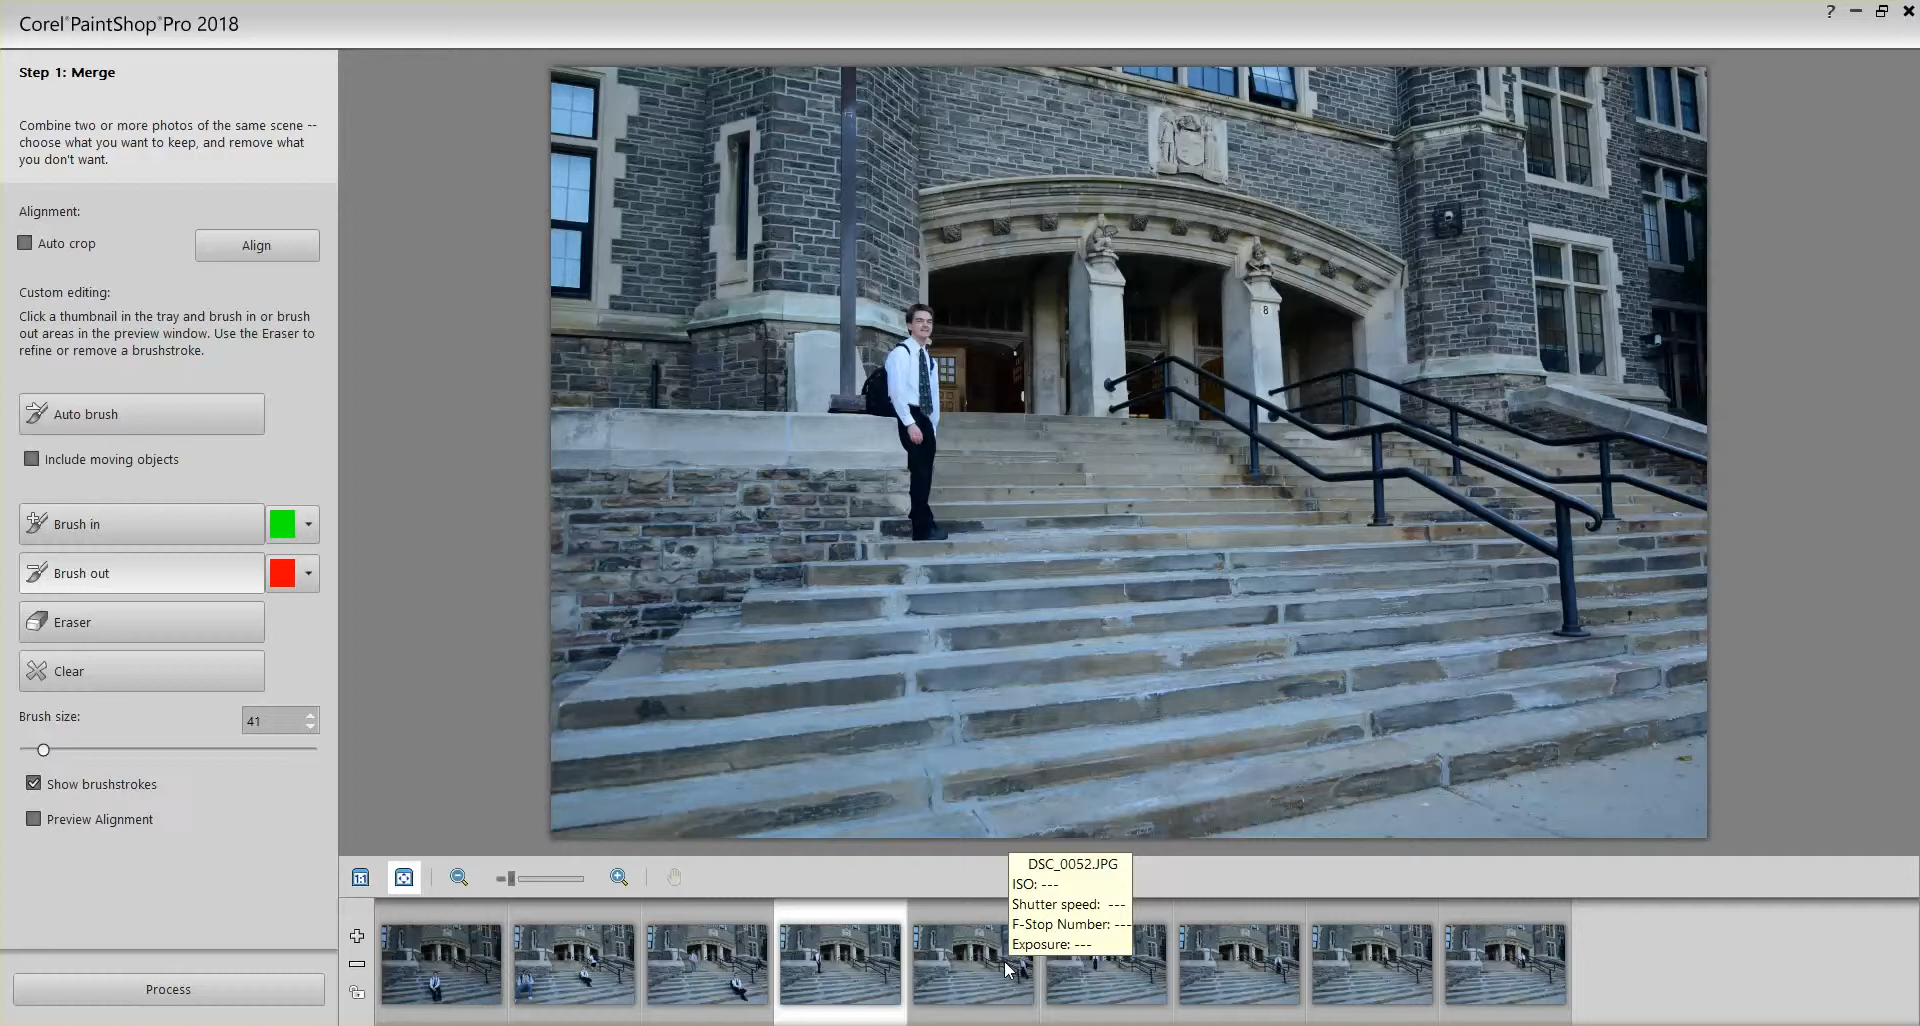 Corel®PaintShop®Pro 2018
Step 1: Merge
Combine two or more photos of the same scene --
choose what you want to keep, and remove what
you don't want.
Alignment:
Auto crop
Align
Custom editing:
Click a thumbnail in the tray and brush in or brush
out areas in the preview window. Use the Eraser to
refine or remove a brushstroke.
Auto brush
Include moving objects
Brush in
Brush out
Eraser
Clear
Brush size:
41
Show brushstrokes
Preview Alignment
Process
8
1:1
DSC_0052.JPG
ISO: ---
Shutter speed: ---
F-Stop Number: ---
Exposure: ---